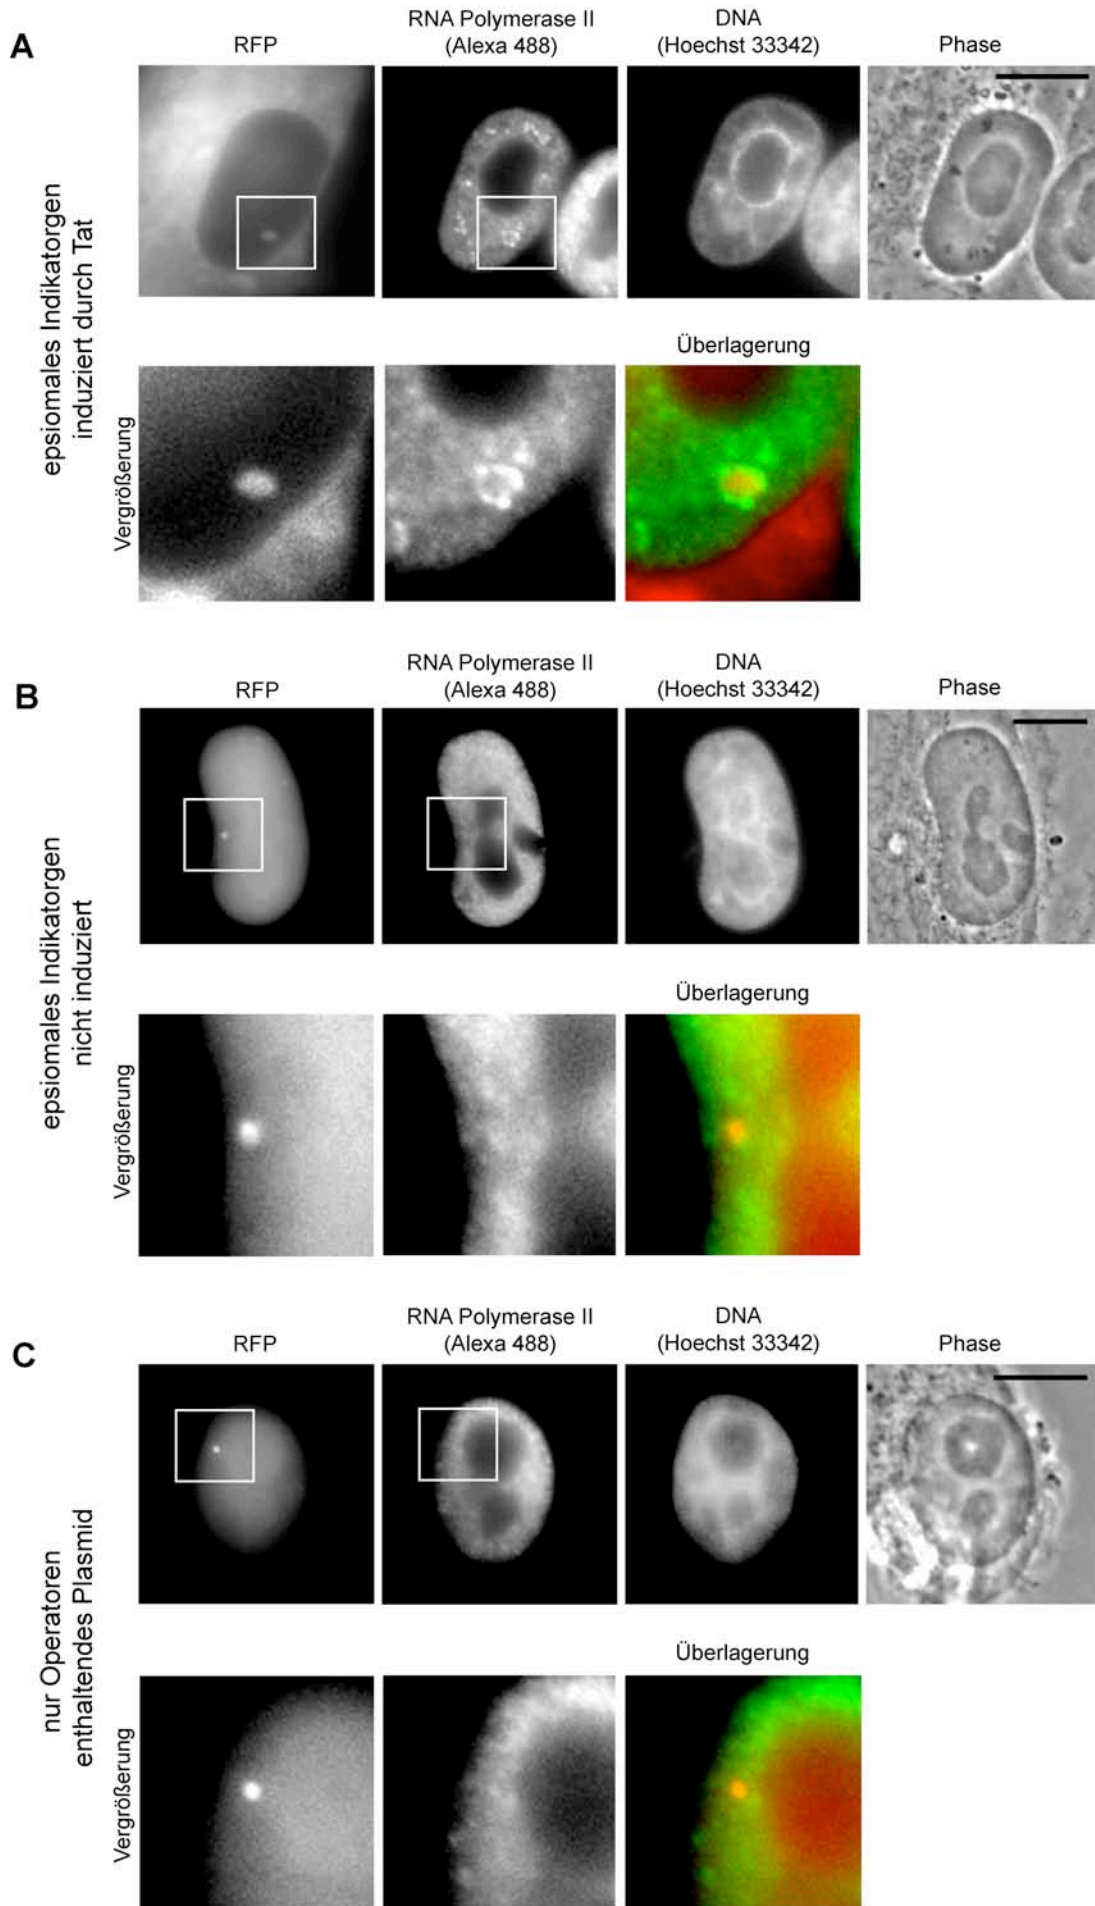 A
RFP
RNA Polymerase II
(Alexa 488)
DNA
(Hoechst 33342)
Phase
epsiomales Indikatorgen
induziert durch Tat
Vergrößerung
Überlagerung
B
RFP
RNA Polymerase II
(Alexa 488)
DNA
(Hoechst 33342)
Phase
epsiomales Indikatorgen
nicht induziert
Vergrößerung
Überlagerung
C
RFP
RNA Polymerase II
(Alexa 488)
DNA
(Hoechst 33342)
Phase
nur Operatoren
enthaltendes Plasmid
Vergrößerung
Überlagerung